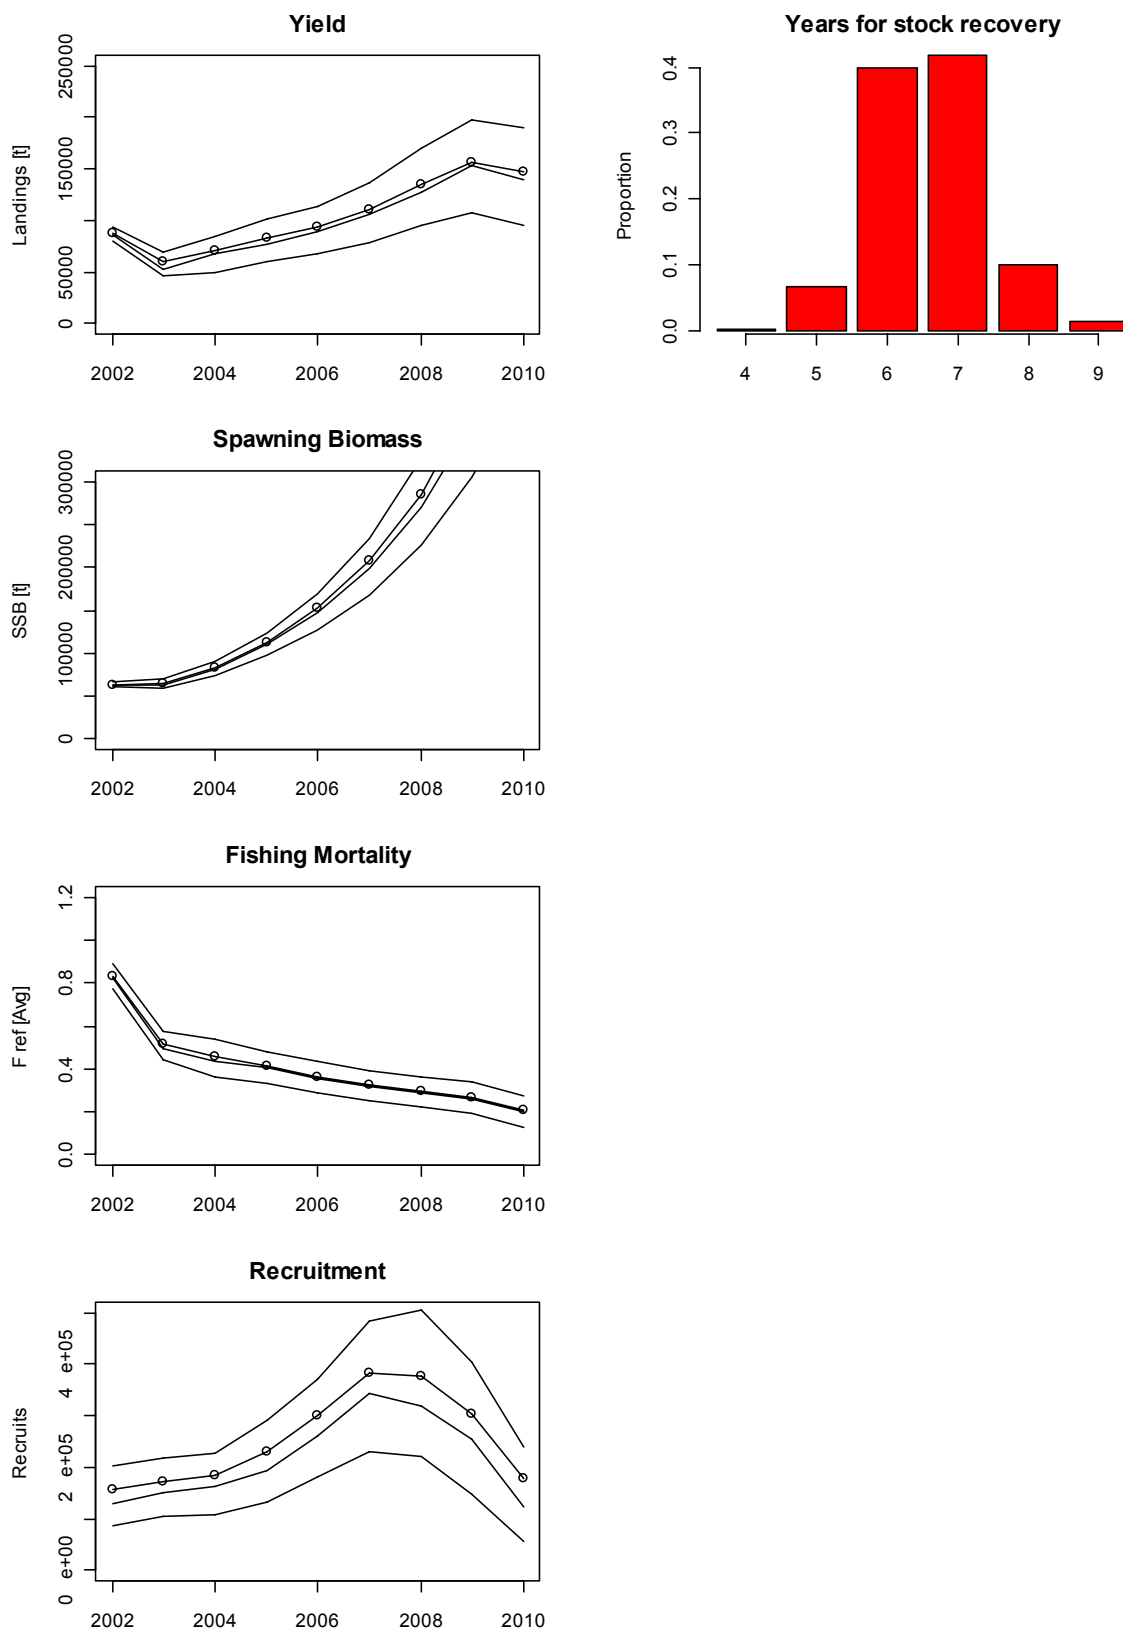 Yield
Landings [t]
250000
150000
50000
0
2002 2004 2006 2008 2010
Years for stock recovery
Proportion
0.4
0.3
0.2
0.1
0.0
4 5 6 7 8 9
Spawning Biomass
SSB [t]
300000
200000
100000
0
2002 2004 2006 2008 2010
Fishing Mortality
F ref [Avg]
1.2
0.8
0.4
0.0
2002 2004 2006 2008 2010
Recruitment
Recruits
4 e+05
2 e+05
0 e+00
2002 2004 2006 2008 2010